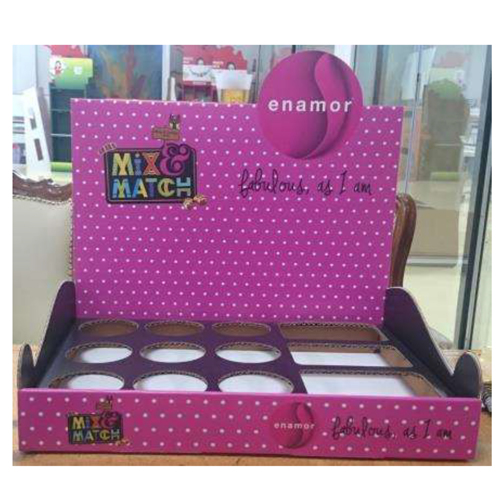 enamor
MiX&
MATCH
fabulous, as I am
MiX&
MATCH
enamor
fabulous, as I am